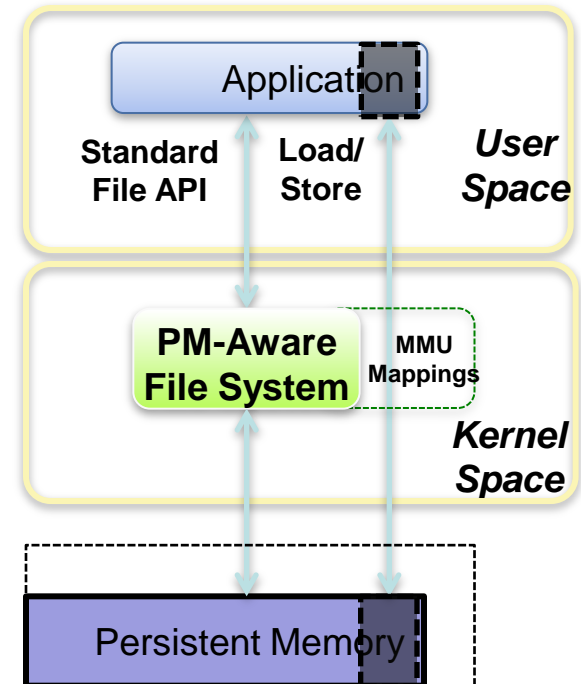 Application
Standard
File API
Load/
Store
User
Space
PM-Aware
File System
MMU
Mappings
Kernel
Space
Persistent Memory